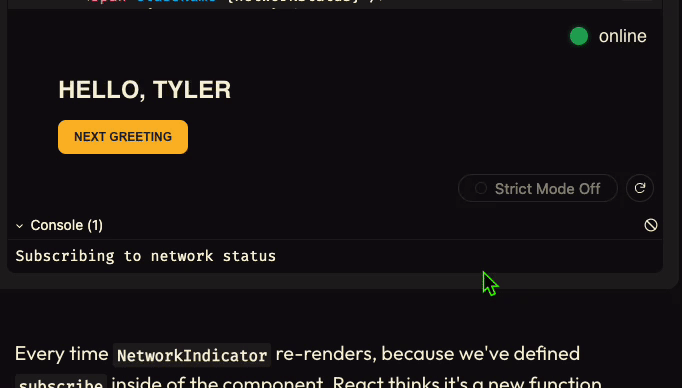 online
HELLO, TYLER
NEXT GREETING
Strict Mode Off
Console (1)
Subscribing to network status
Every time NetworkIndicator re-renders, because we've defined
subscribe inside of the component, React thinks it's a new function